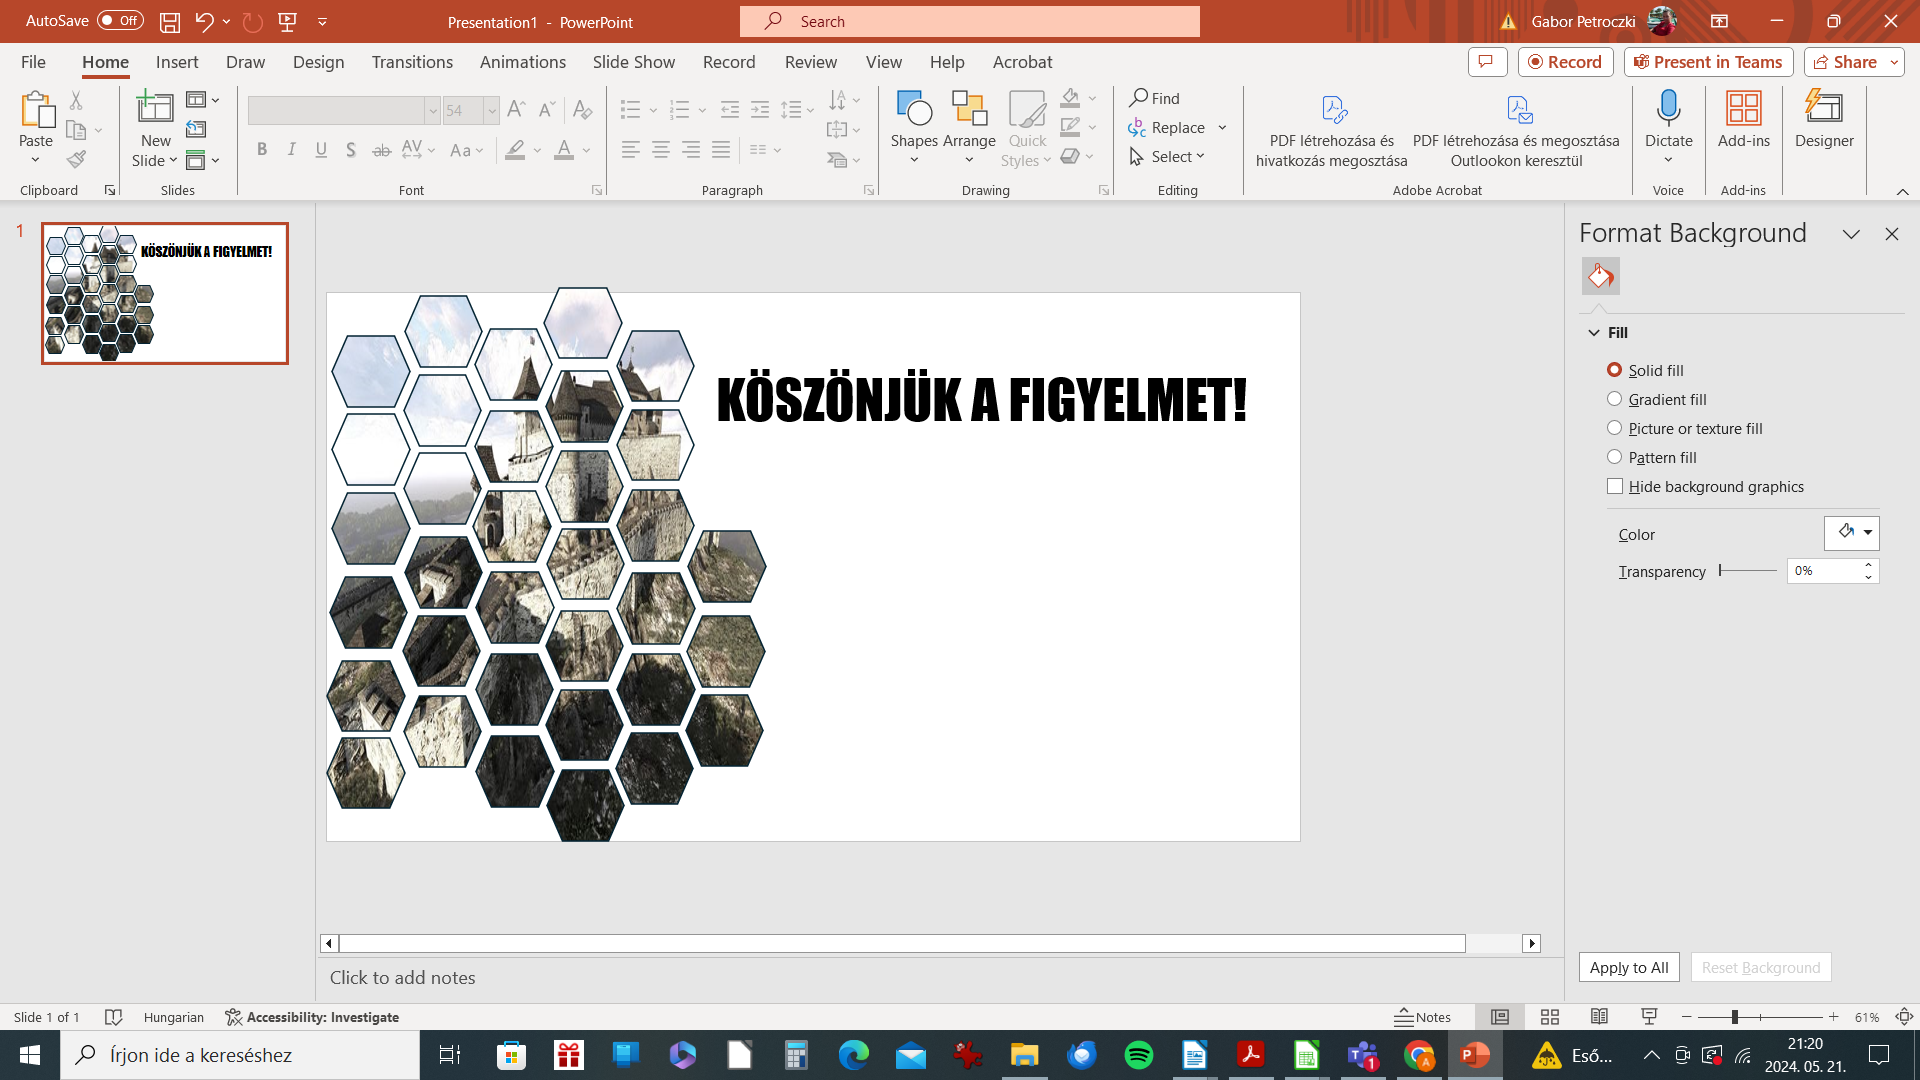 AutoSave Off
Presentation1 - PowerPoint
Search
Gabor Petroczki
File Home Insert Draw Design Transitions Animations Slide Show Record Review View Help Acrobat
Record
Present in Teams
Share
Paste
New
Slide
54
B I U S ab AV Aa A
Shapes Arrange Quick
Styles
Find
Replace
Select
PDF létrehozása és
hivatkozás megosztása
PDF létrehozása és megosztása
Outlookon keresztül
Dictate
Add-ins
Designer
Clipboard Slides Font Paragraph Drawing Editing Adobe Acrobat Voice Add-ins
1
KÖSZÖNJÜK A FIGYELMET!
KÖSZÖNJÜK A FIGYELMET!
Format Background
Fill
Solid fill
Gradient fill
Picture or texture fill
Pattern fill
Hide background graphics
Color
Transparency 0%
Apply to All
Reset Background
Click to add notes
Slide 1 of 1
Hungarian
Accessibility: Investigate
Notes
61%
Írjon ide a kereséshez
1
Eső...
21:20
2024. 05. 21.